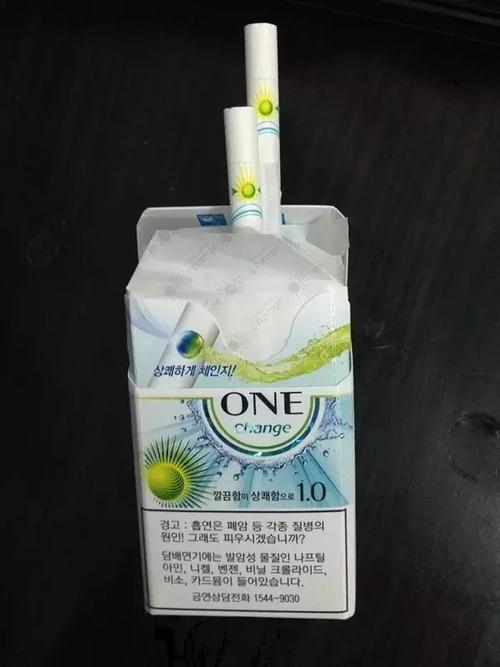 change
change
change
상쾌하게 체인지!
ONE
change
깔끔함이 상쾌함으로 1.0
경고 : 흡연은 폐암 등 각종 질병의
원인! 그래도 피우시겠습니까?
담배연기에는 발암성 물질인 나프틸
아민, 니켈, 벤젠, 비닐 크롤라이드,
비소, 카드뮴이 들어있습니다.
금연상담전화 1544-9030